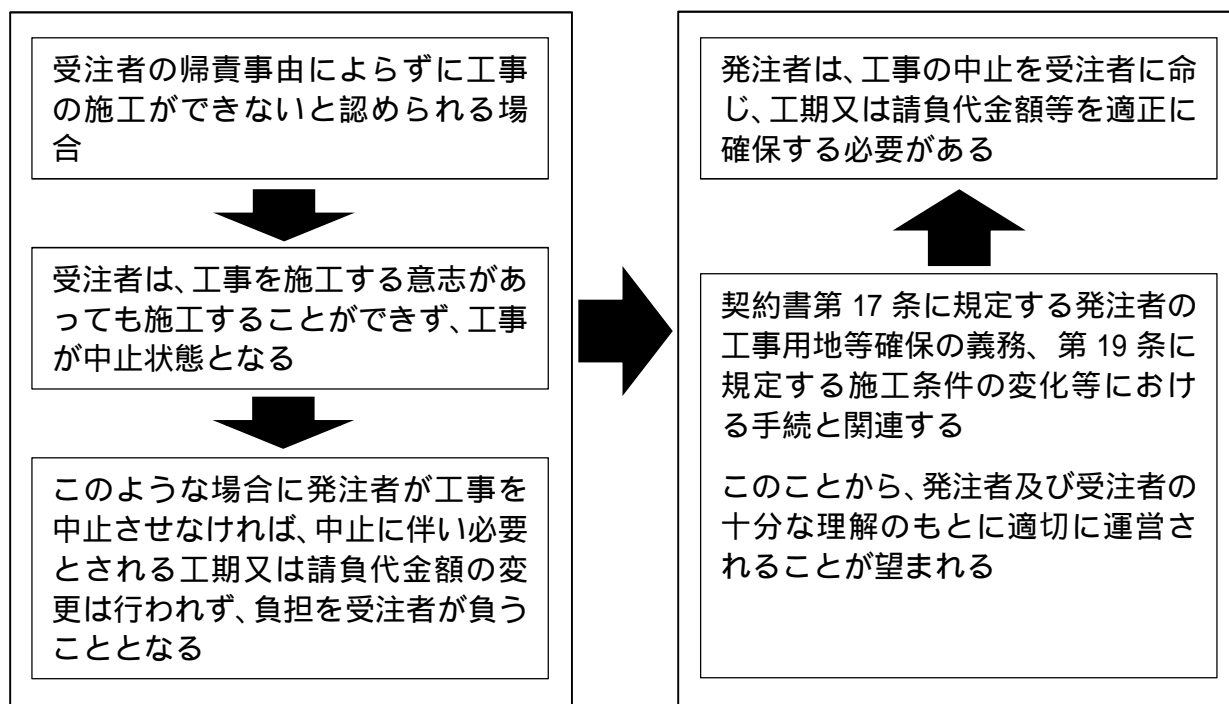 受注者の帰責事由によらずに工事
の施工ができないと認められる場
合
受注者は、工事を施工する意志があ
っても施工することができず、工事
が中止状態となる
このような場合に発注者が工事を
中止させなければ、中止に伴い必要
とされる工期又は請負代金額の変
更は行われず、負担を受注者が負う
こととなる
発注者は、工事の中止を受注者に命
じ、工期又は請負代金額等を適正に
確保する必要がある
契約書第 17 条に規定する発注者の
工事用地等確保の義務、第 19 条に
規定する施工条件の変化等におけ
る手続と関連する
このことから、発注者及び受注者の
十分な理解のもとに適切に運営さ
れることが望まれる